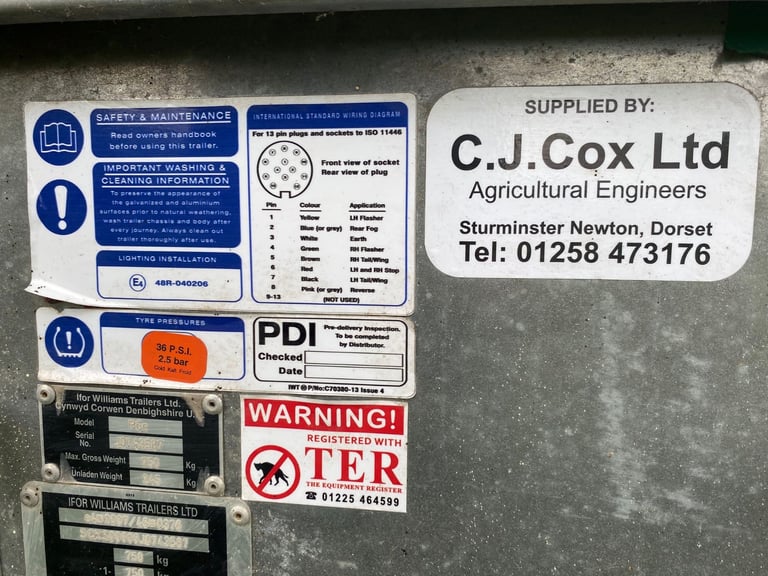 SAFETY & MAINTENANCE
Read owners handbook
before using this trailer.
IMPORTANT WASHING &
CLEANING INFORMATION
To preserve the appearance of
the galvanized and aluminium
surfaces prior to natural weathering,
wash trailer chassis and body after
every journey. Always clean out
trailer thoroughly after use.
LIGHTING INSTALLATION
E4 48R-040206
INTERNATIONAL STANDARD WIRING DIAGRAM
For 13 pin plugs and sockets to ISO 11446
Front view of socket
Rear view of plug
Pin Colour Application
1 Yellow LH Flasher
2 Blue (or grey) Rear Fog
3 White Earth
4 Green RH Flasher
5 Brown RH Tail/Wing
6 Red LH and RH Stop
7 Black LH Tail/Wing
8 Pink (or grey) Reverse
9-13 (NOT USED)
SUPPLIED BY:
C.J.Cox Ltd
Agricultural Engineers
Sturminster Newton, Dorset
Tel: 01258 473176
TYRE PRESSURES
36 P.S.I.
2.5 bar
Cold. Kalt. Froid
PDI
Pre-delivery Inspection.
To be completed
by Distributor.
Checked
Date
IWT P/No:C70380-13 Issue 4
Ifor Williams Trailers Ltd.
Cynwyd Corwen Denbighshire U.
Model
Serial
No.
Max. Gross Weight 750 Kg
Unladen Weight Kg
WARNING!
REGISTERED WITH
TER
THE EQUIPMENT REGISTER
01225 464599
IFOR WILLIAMS TRAILERS LTD
750 kg
1- 750 kg